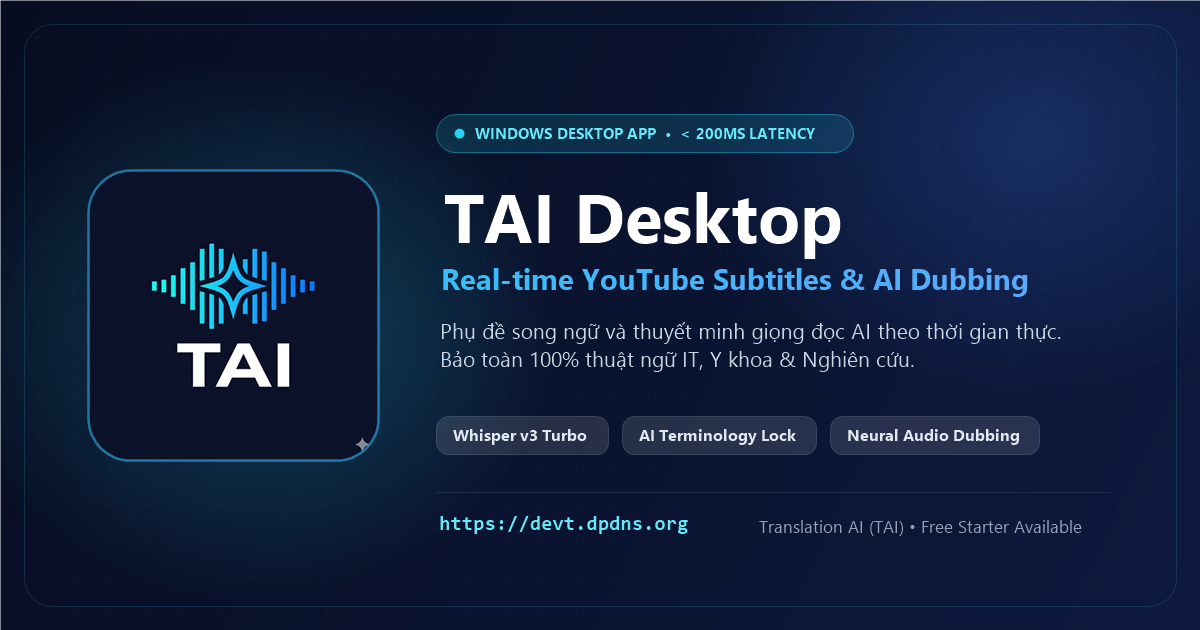 WINDOWS DESKTOP APP • < 200MS LATENCY
TAI Desktop
Real-time YouTube Subtitles & AI Dubbing
TAI
Phụ đề song ngữ và thuyết minh giọng đọc AI theo thời gian thực.
Bảo toàn 100% thuật ngữ IT, Y khoa & Nghiên cứu.
Whisper v3 Turbo
AI Terminology Lock
Neural Audio Dubbing
https://devt.dpdns.org
Translation AI (TAI) • Free Starter Available